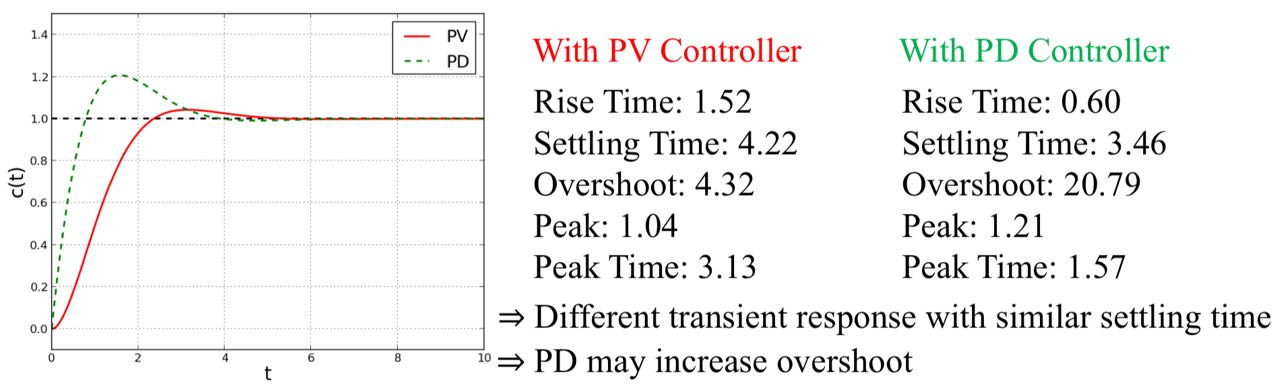 1.4
1.2
1.0
0.8
0.6
0.4
0.2
0.0
c(t)
0
2
4
6
8
10
t
PV
PD
With PV Controller
Rise Time: 1.52
Settling Time: 4.22
Overshoot: 4.32
Peak: 1.04
Peak Time: 3.13
With PD Controller
Rise Time: 0.60
Settling Time: 3.46
Overshoot: 20.79
Peak: 1.21
Peak Time: 1.57
⇒ Different transient response with similar settling time
⇒ PD may increase overshoot